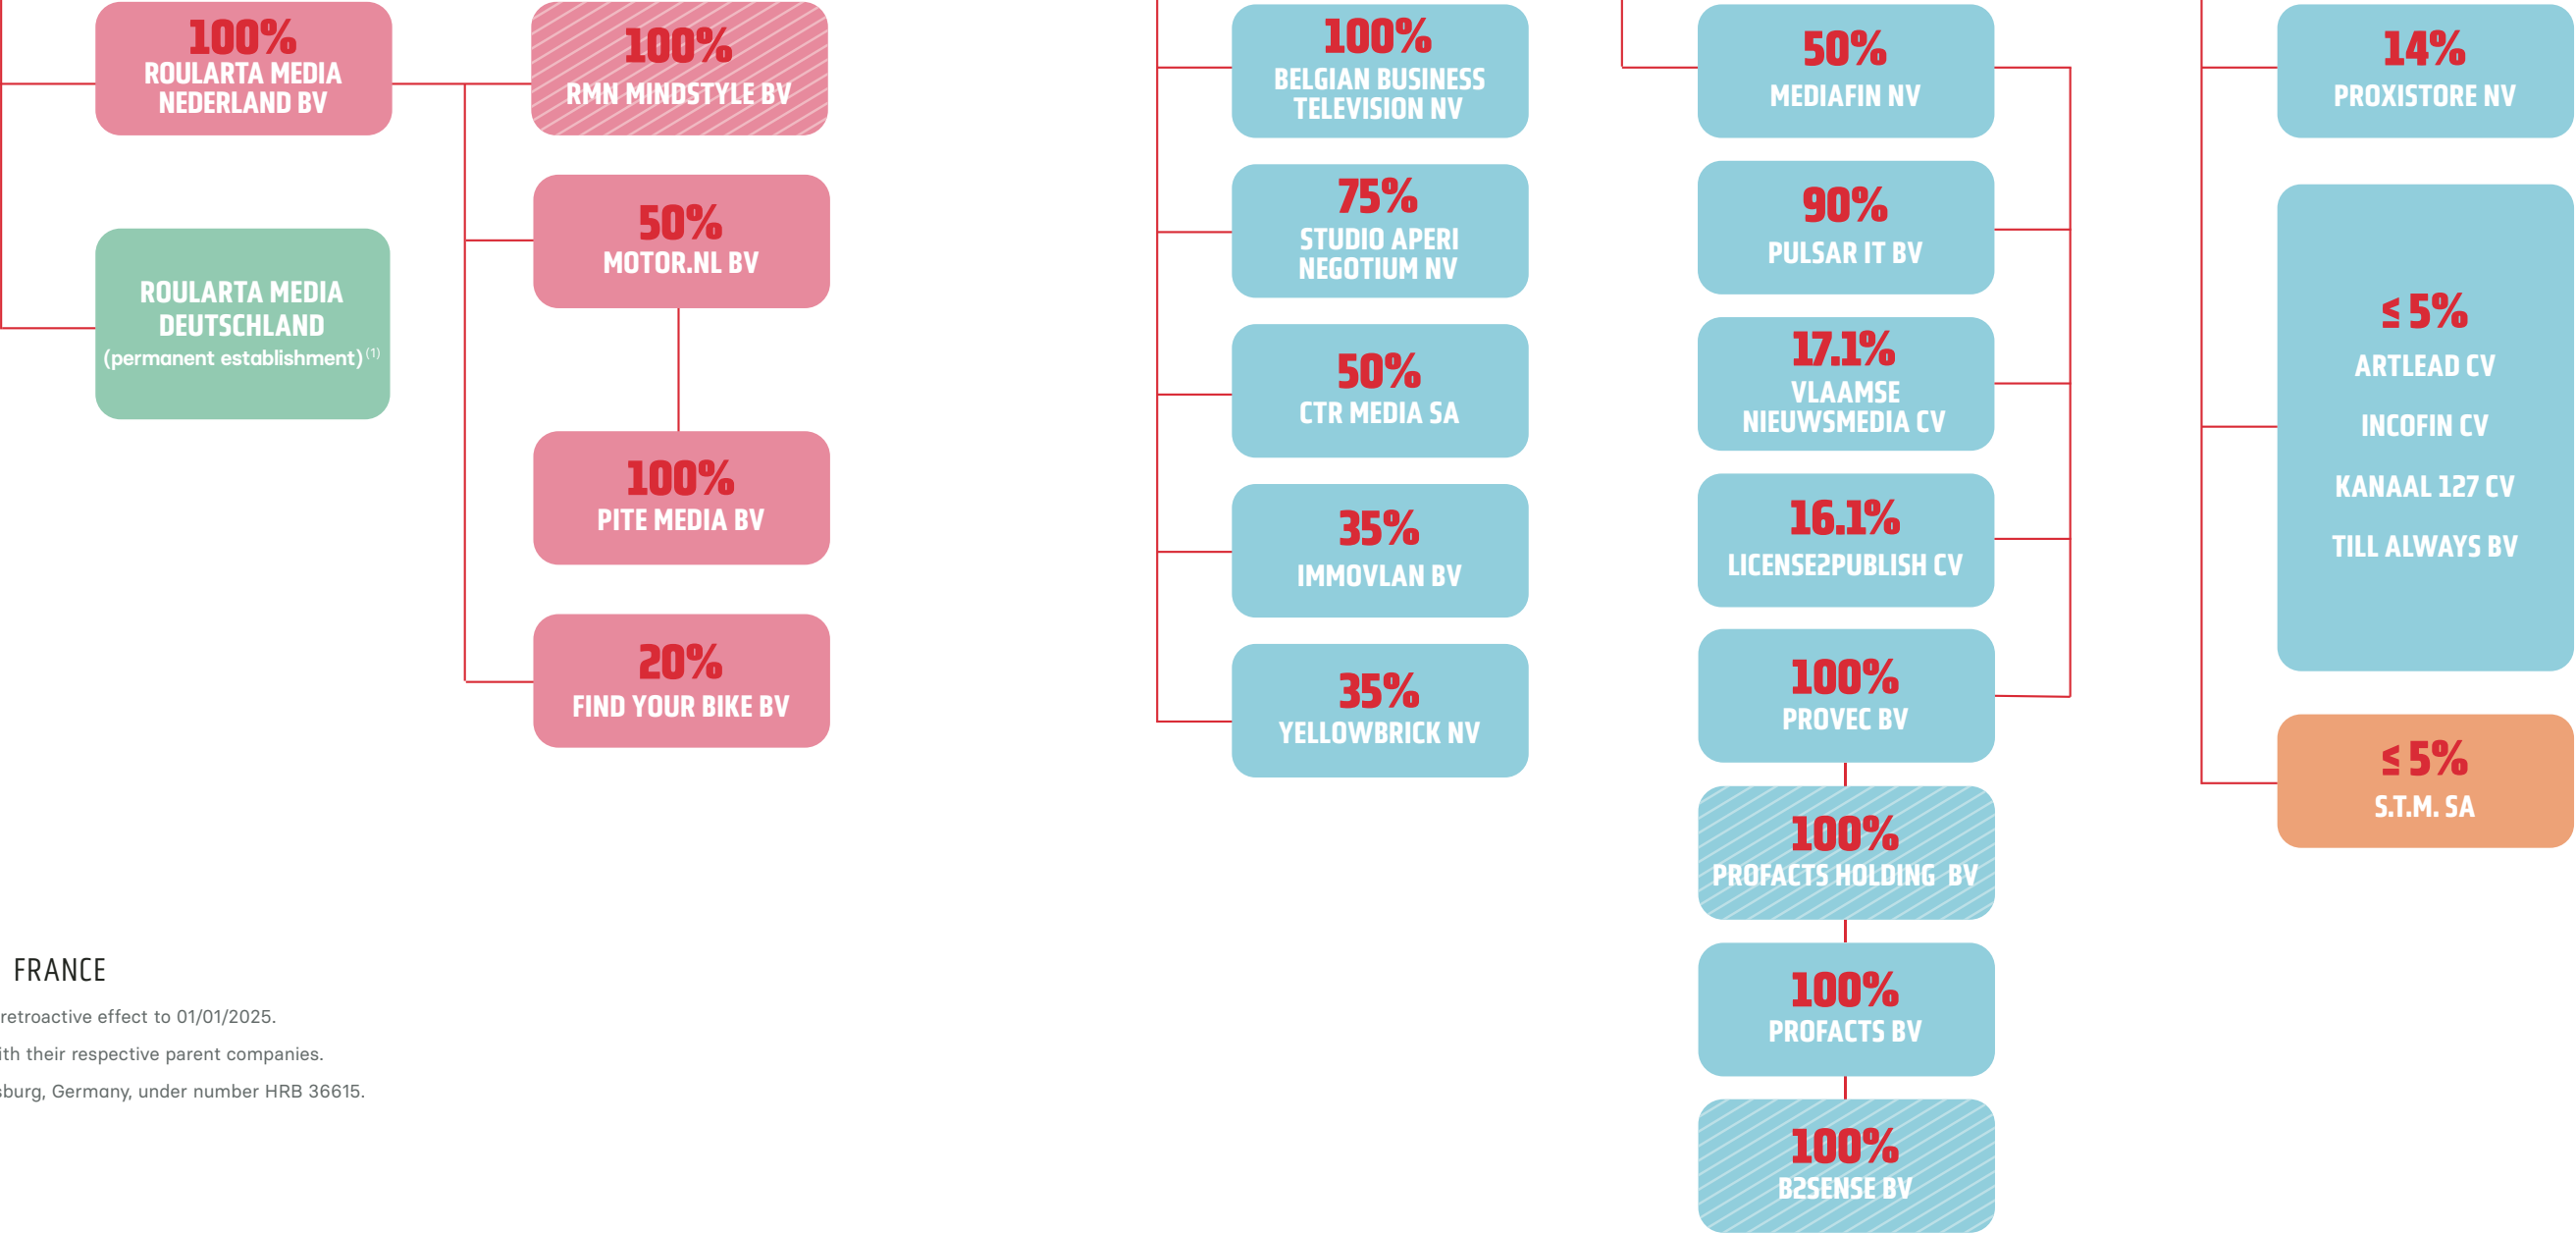 100%
ROULARTA MEDIA
NEDERLAND BV
ROULARTA MEDIA
DEUTSCHLAND
(permanent establishment) (1)
100%
RMN MINDSTYLE BV
50%
MOTOR.NL BV
100%
PITE MEDIA BV
20%
FIND YOUR BIKE BV
100%
BELGIAN BUSINESS
TELEVISION NV
75%
STUDIO APERI
NEGOTIUM NV
50%
CTR MEDIA SA
35%
IMMOVLAN BV
35%
YELLOWBRICK NV
50%
MEDIAFIN NV
90%
PULSAR IT BV
17.1%
VLAAMSE
NIEUWSMEDIA CV
16.1%
LICENSE2PUBLISH CV
100%
PROVEC BV
100%
PROFACTS HOLDING BV
100%
PROFACTS BV
100%
B2SENSE BV
14%
PROXISTORE NV
≤ 5%
ARTLEAD CV
INCOFIN CV
KANAAL 127 CV
TILL ALWAYS BV
≤ 5%
S.T.M. SA
FRANCE
retroactive effect to 01/01/2025.
their respective parent companies.
Germany, under number HRB 36615.